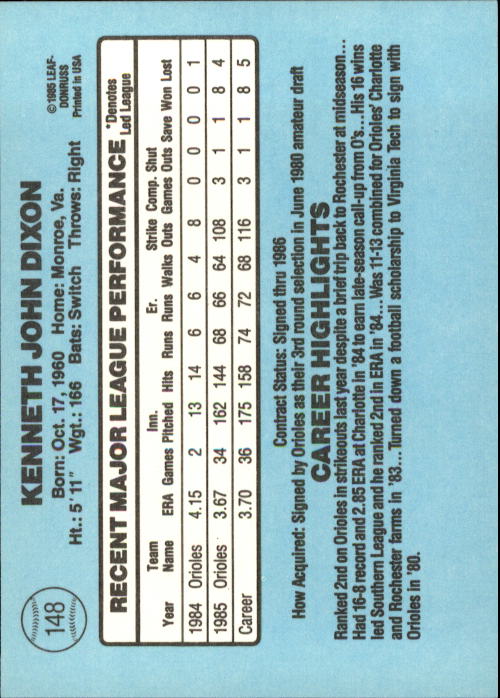 148
KENNETH JOHN DIXON
Born: Oct. 17, 1960 Home: Monroe, Va.
Ht.: 5'11" Wgt.: 166 Bats: Switch Throws: Right
©1985 LEAF-
DONRUSS
Printed in USA
RECENT MAJOR LEAGUE PERFORMANCE
*Denotes
Led League
Team Inn. Er. Strike Comp. Shut
Year Name ERA Games Pitched Hits Runs Runs Walks Outs Games Outs Save Won Lost
1984 Orioles 4.15 2 13 14 6 6 4 8 0 0 0 0 1
1985 Orioles 3.67 34 162 144 68 66 64 108 3 1 1 8 4
Career 3.70 36 175 158 74 72 68 116 3 1 1 8 5
Contract Status: Signed thru 1986
How Acquired: Signed by Orioles as their 3rd round selection in June 1980 amateur draft
CAREER HIGHLIGHTS
Ranked 2nd on Orioles in strikeouts last year despite a brief trip back to Rochester at midseason...
Had 16-8 record and 2.85 ERA at Charlotte in '84 to earn late-season call-up from O's...His 16 wins
led Southern League and he ranked 2nd in ERA in '84...Was 11-13 combined for Orioles' Charlotte
and Rochester farms in '83...Turned down a football scholarship to Virginia Tech to sign with
Orioles in '80.